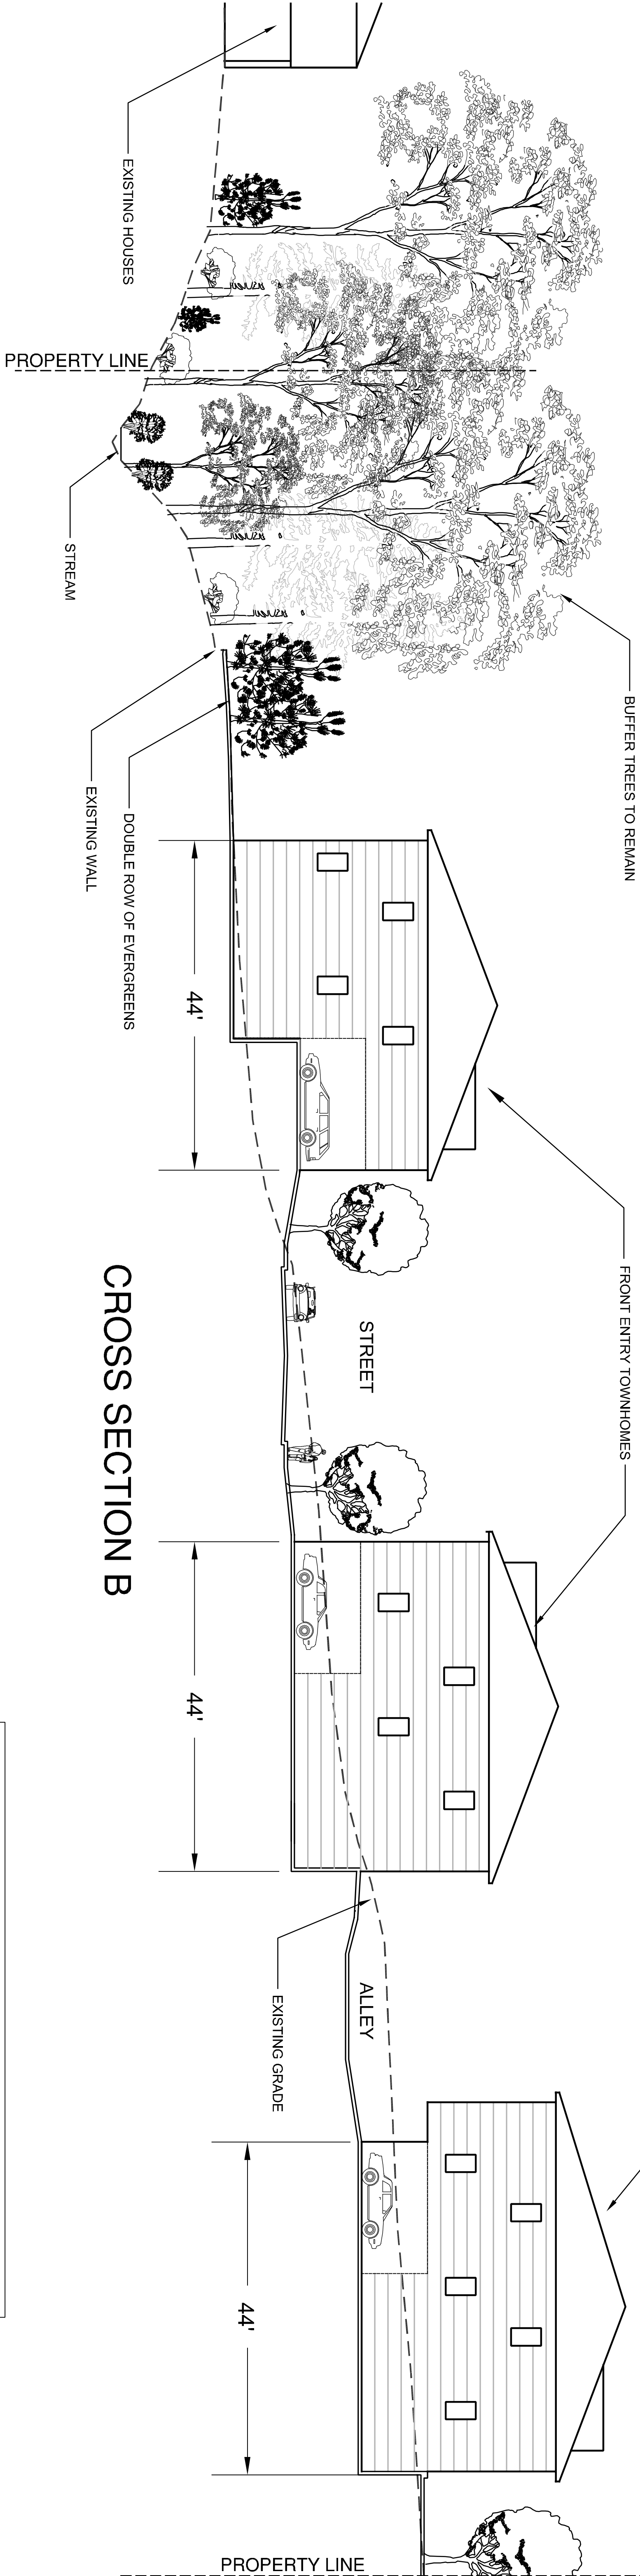 EXISTING HOUSES
PROPERTY LINE
STREAM
BUFFER TREES TO REMAIN
EXISTING WALL
DOUBLE ROW OF EVERGREENS
44'
FRONT ENTRY TOWNHOMES
STREET
CROSS SECTION B
44'
EXISTING GRADE
ALLEY
44'
PROPERTY LINE